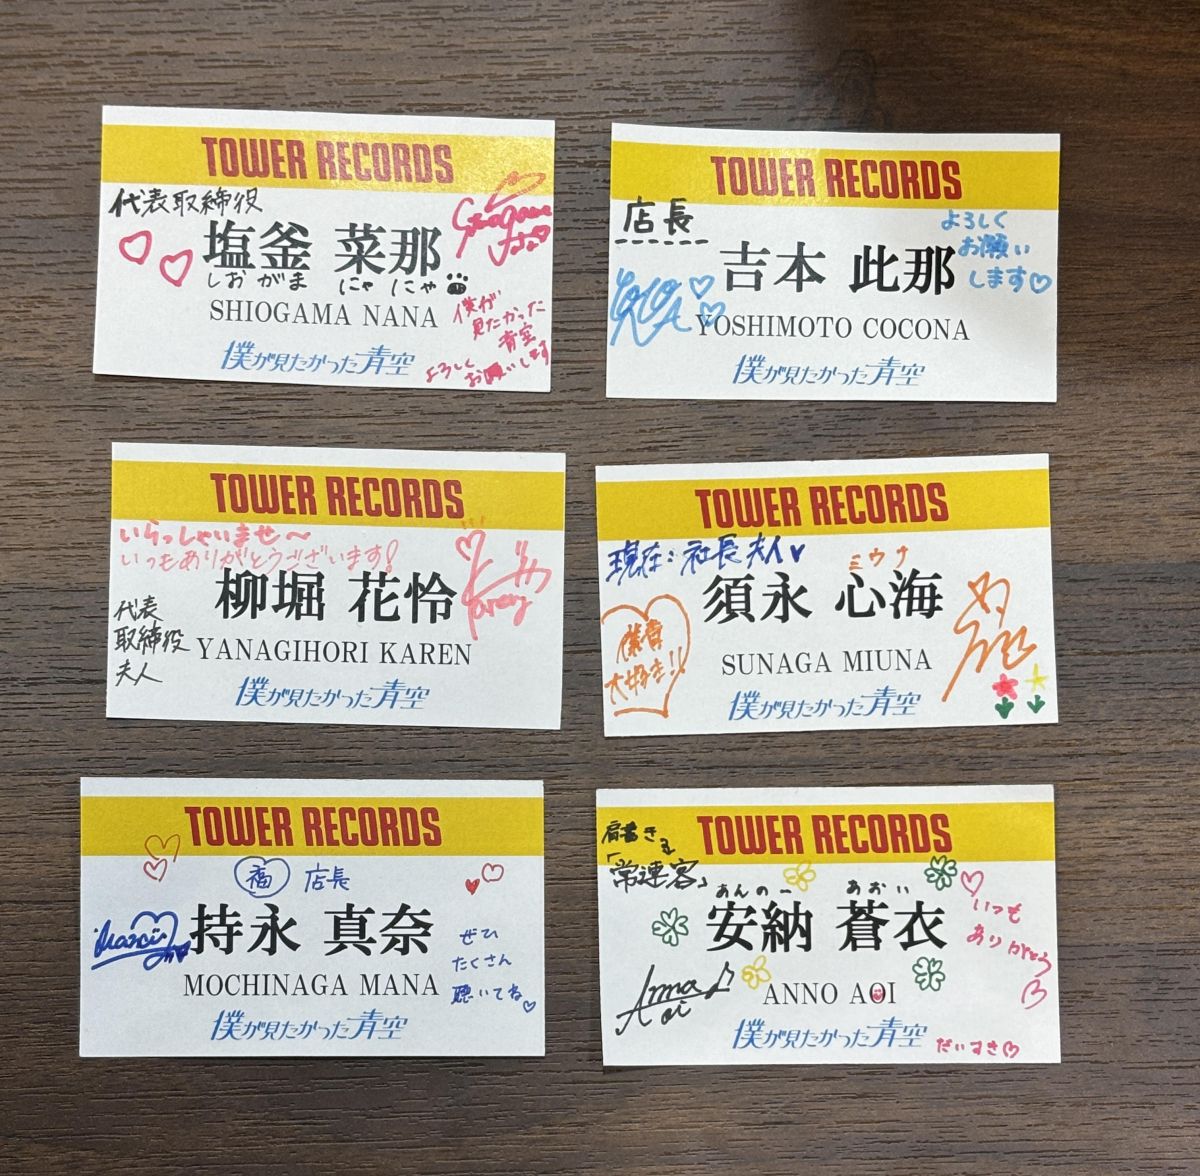 TOWER RECORDS
代表取締役
塩釜 菜那
しおがま にゃにゃ
SHIOGAMA NANA
僕が
見たかった
青空
よろしく
お願いします
僕が見たかった青空
TOWER RECORDS
店長
よろしく
お願い
します♡
吉本 此那
YOSHIMOTO COCONA
僕が見たかった青空
TOWER RECORDS
いらっしゃいませ〜
いつもありがとうございます!
柳堀 花怜
代表
取締役
夫人
YANAGIHORI KAREN
僕が見たかった青空
TOWER RECORDS
現在:社長夫人♥
ミウナ
須永 心海
僕青
大好き!!
SUNAGA MIUNA
僕が見たかった青空
TOWER RECORDS
福 店長
持永 真奈
ぜひ
たくさん
聴いてね♡
MOCHINAGA MANA
僕が見たかった青空
TOWER RECORDS
肩書き
「常連客」
あんのー あおい
安納 蒼衣
いつも
ありがとう
Anno
Aoi
ANNO AOI
僕が見たかった青空
だいすき♡